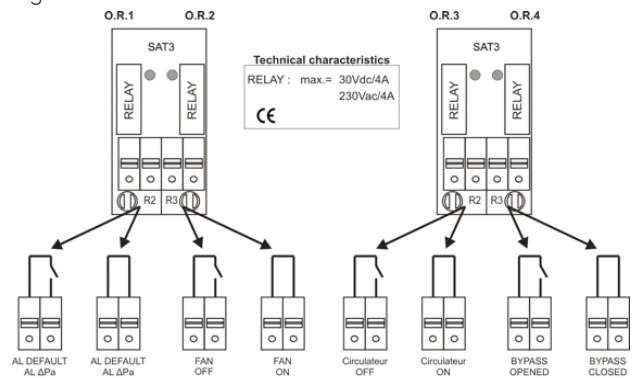 O.R.1 O.R.2 O.R.3 O.R.4
SAT3 SAT3
Technical characteristics
RELAY : max.= 30Vdc/4A
230Vac/4A
CE
RELAY RELAY RELAY RELAY
R2 R3 R2 R3
AL DEFAULT AL DEFAULT FAN FAN Circulateur Circulateur BYPASS BYPASS
AL ΔPa AL ΔPa OFF ON OFF ON OPENED CLOSED